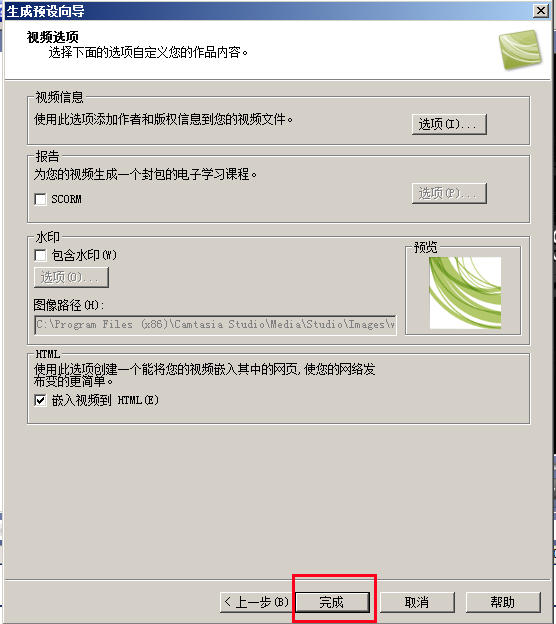 生成预设向导
视频选项
选择下面的选项自定义您的作品内容。
视频信息
使用此选项添加作者和版权信息到您的视频文件。
选项(I)...
报告
为您的视频生成一个封包的电子学习课程。
SCORM
选项(P)...
水印
包含水印(W)
选项(O)...
预览
图像路径(H):
C:\Program Files (x86)\Camtasia Studio\Media\Studio\Images\w
HTML
使用此选项创建一个能将您的视频嵌入其中的网页,使您的网络发
布变的更简单。
嵌入视频到 HTML(E)
< 上一步(B)
完成
取消
帮助